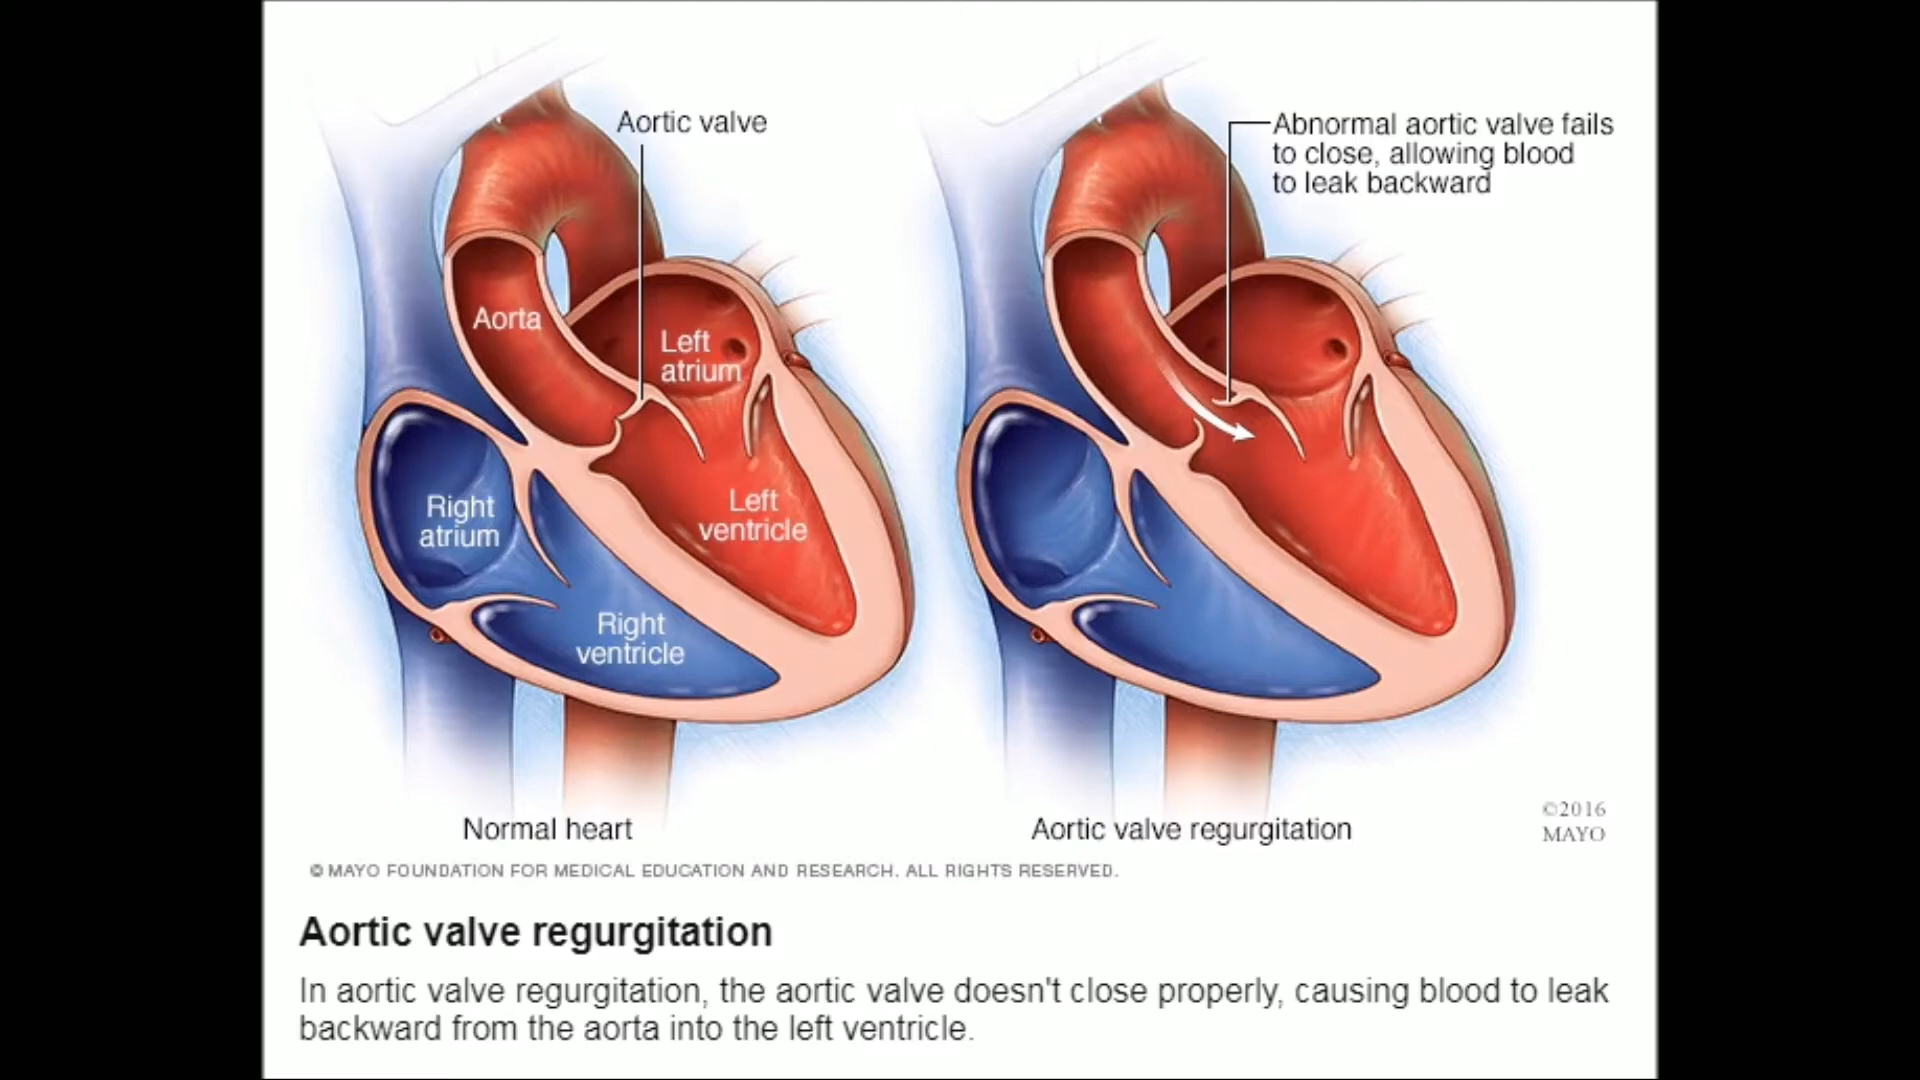 Aortic valve
Aorta
Left
atrium
Right
atrium
Left
ventricle
Right
ventricle
Normal heart
Abnormal aortic valve fails
to close, allowing blood
to leak backward
Aortic valve regurgitation
©2016
MAYO
© MAYO FOUNDATION FOR MEDICAL EDUCATION AND RESEARCH. ALL RIGHTS RESERVED.
Aortic valve regurgitation
In aortic valve regurgitation, the aortic valve doesn't close properly, causing blood to leak
backward from the aorta into the left ventricle.